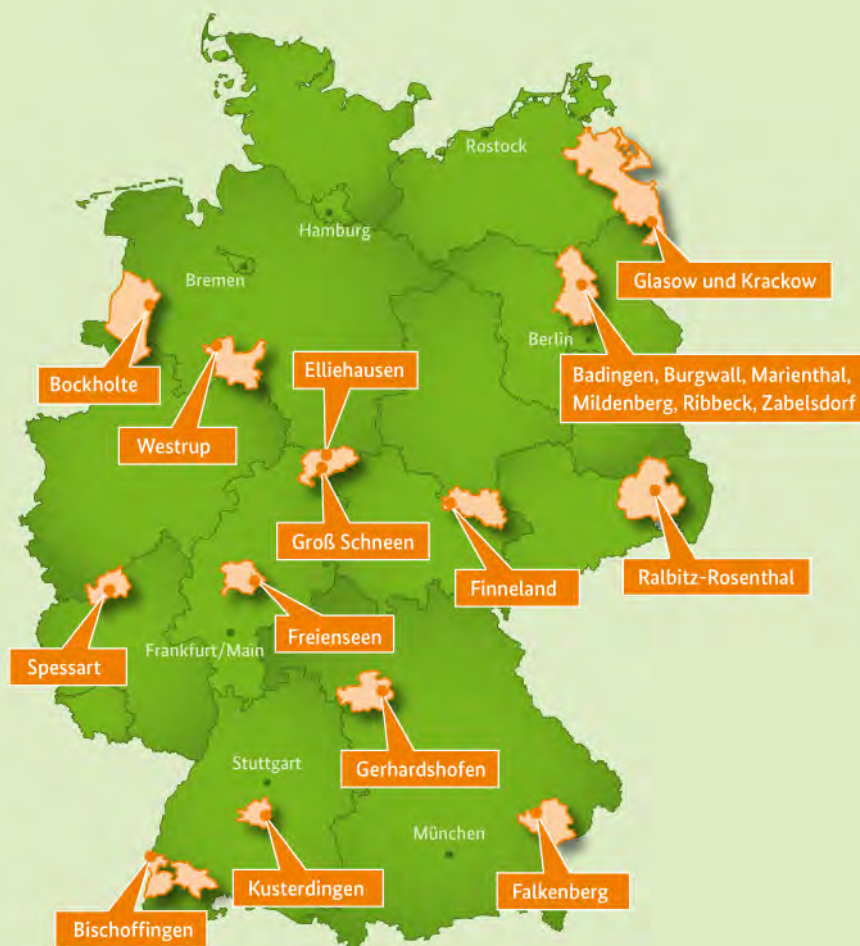 Rostock
Hamburg
Bremen
Glasow und Krackow
Berlin
Badingen, Burgwall, Marienthal,
Mildenberg, Ribbeck, Zabelsdorf
Bockholte
Elliehausen
Westrup
Groß Schneen
Finneland
Ralbitz-Rosenthal
Freienseen
Frankfurt/Main
Spessart
Gerhardshofen
Stuttgart
München
Kusterdingen
Falkenberg
Bischoffingen